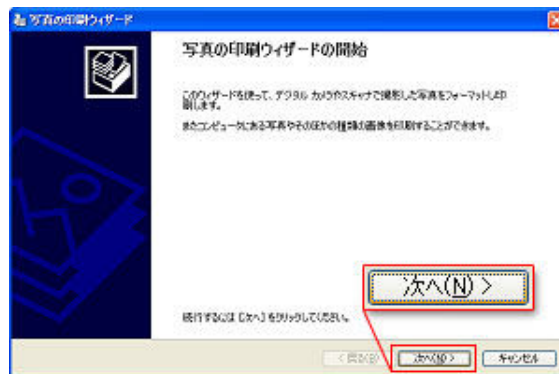 写真の印刷ウィザード
写真の印刷ウィザードの開始
このウィザードを使って、デジタル カメラやスキャナで撮影した写真をフォーマットし印
刷します。
またコンピュータにある写真やそのほかの種類の画像を印刷することができます。
次へ(N) >
続行するには [次へ] をクリックしてください。
< 戻る(B)
次へ(N) >
キャンセル